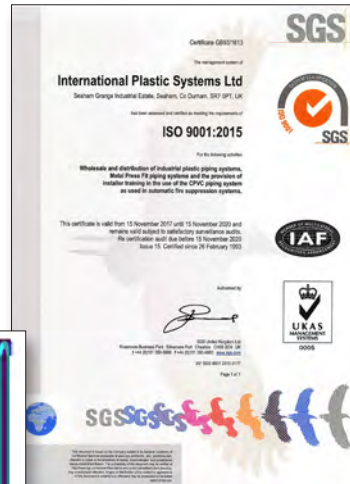 SGS
Certificate GB93/1613
The management system of
International Plastic Systems Ltd
Seaham Grange Industrial Estate, Seaham, Co Durham, SR7 0PT, UK
has been assessed and certified as meeting the requirements of
ISO 9001:2015
For the following activities
Wholesale and distribution of industrial plastic piping systems,
Metal Press Fit piping systems and the provision of
installer training in the use of the CPVC piping system
as used in automatic fire suppression systems.
This certificate is valid from 15 November 2017 until 15 November 2020 and
remains valid subject to satisfactory surveillance audits.
Re certification audit due before 15 November 2020
Issue 15. Certified since 26 February 1993
Authorised by
SGS United Kingdom Ltd
Page 1 of 1
SGS
IAF
UKAS
MANAGEMENT
SYSTEMS
0005
SGSSGSGS